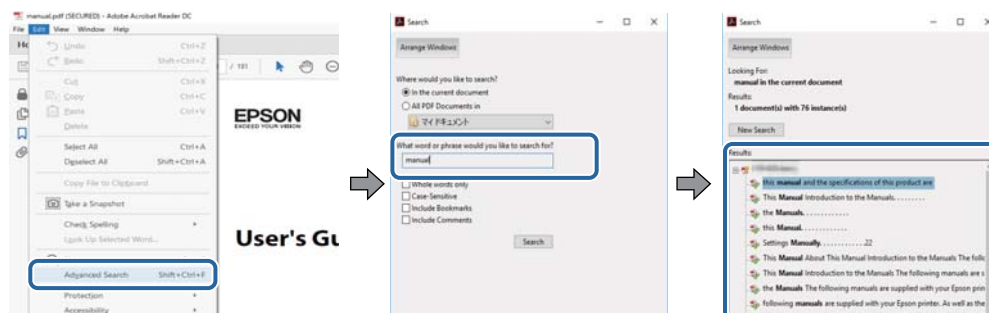 manual.pdf (SECURED) - Adobe Acrobat Reader DC
File Edit View Window Help
Undo Ctrl+Z
Redo Shift+Ctrl+Z
Cut Ctrl+X
Copy Ctrl+C
Paste Ctrl+V
Delete
Select All Ctrl+A
Deselect All Shift+Ctrl+A
Copy File to Clipboard
Take a Snapshot
Check Spelling
Look Up Selected Word...
Advanced Search Shift+Ctrl+F
Protection
Accessibility
/ 191
EPSON
EXCEED YOUR VISION
User's Gu
Search
Arrange Windows
Where would you like to search?
In the current document
All PDF Documents in
マイ ドキュメント
What word or phrase would you like to search for?
manual
Whole words only
Case-Sensitive
Include Bookmarks
Include Comments
Search
Search
Arrange Windows
Looking For:
manual in the current document
Results:
1 document(s) with 76 instance(s)
New Search
Results:
this manual and the specifications of this product are
This Manual Introduction to the Manuals. . . . . . . . .
the Manuals. . . . . . . . . . . .
this Manual. . . . . . . . . . . .
Settings Manually. . . . . . . . . . . .22
This Manual About This Manual Introduction to the Manuals The follo
This Manual Introduction to the Manuals The following manuals are s
the Manuals The following manuals are supplied with your Epson prin
following manuals are supplied with your Epson printer. As well as the